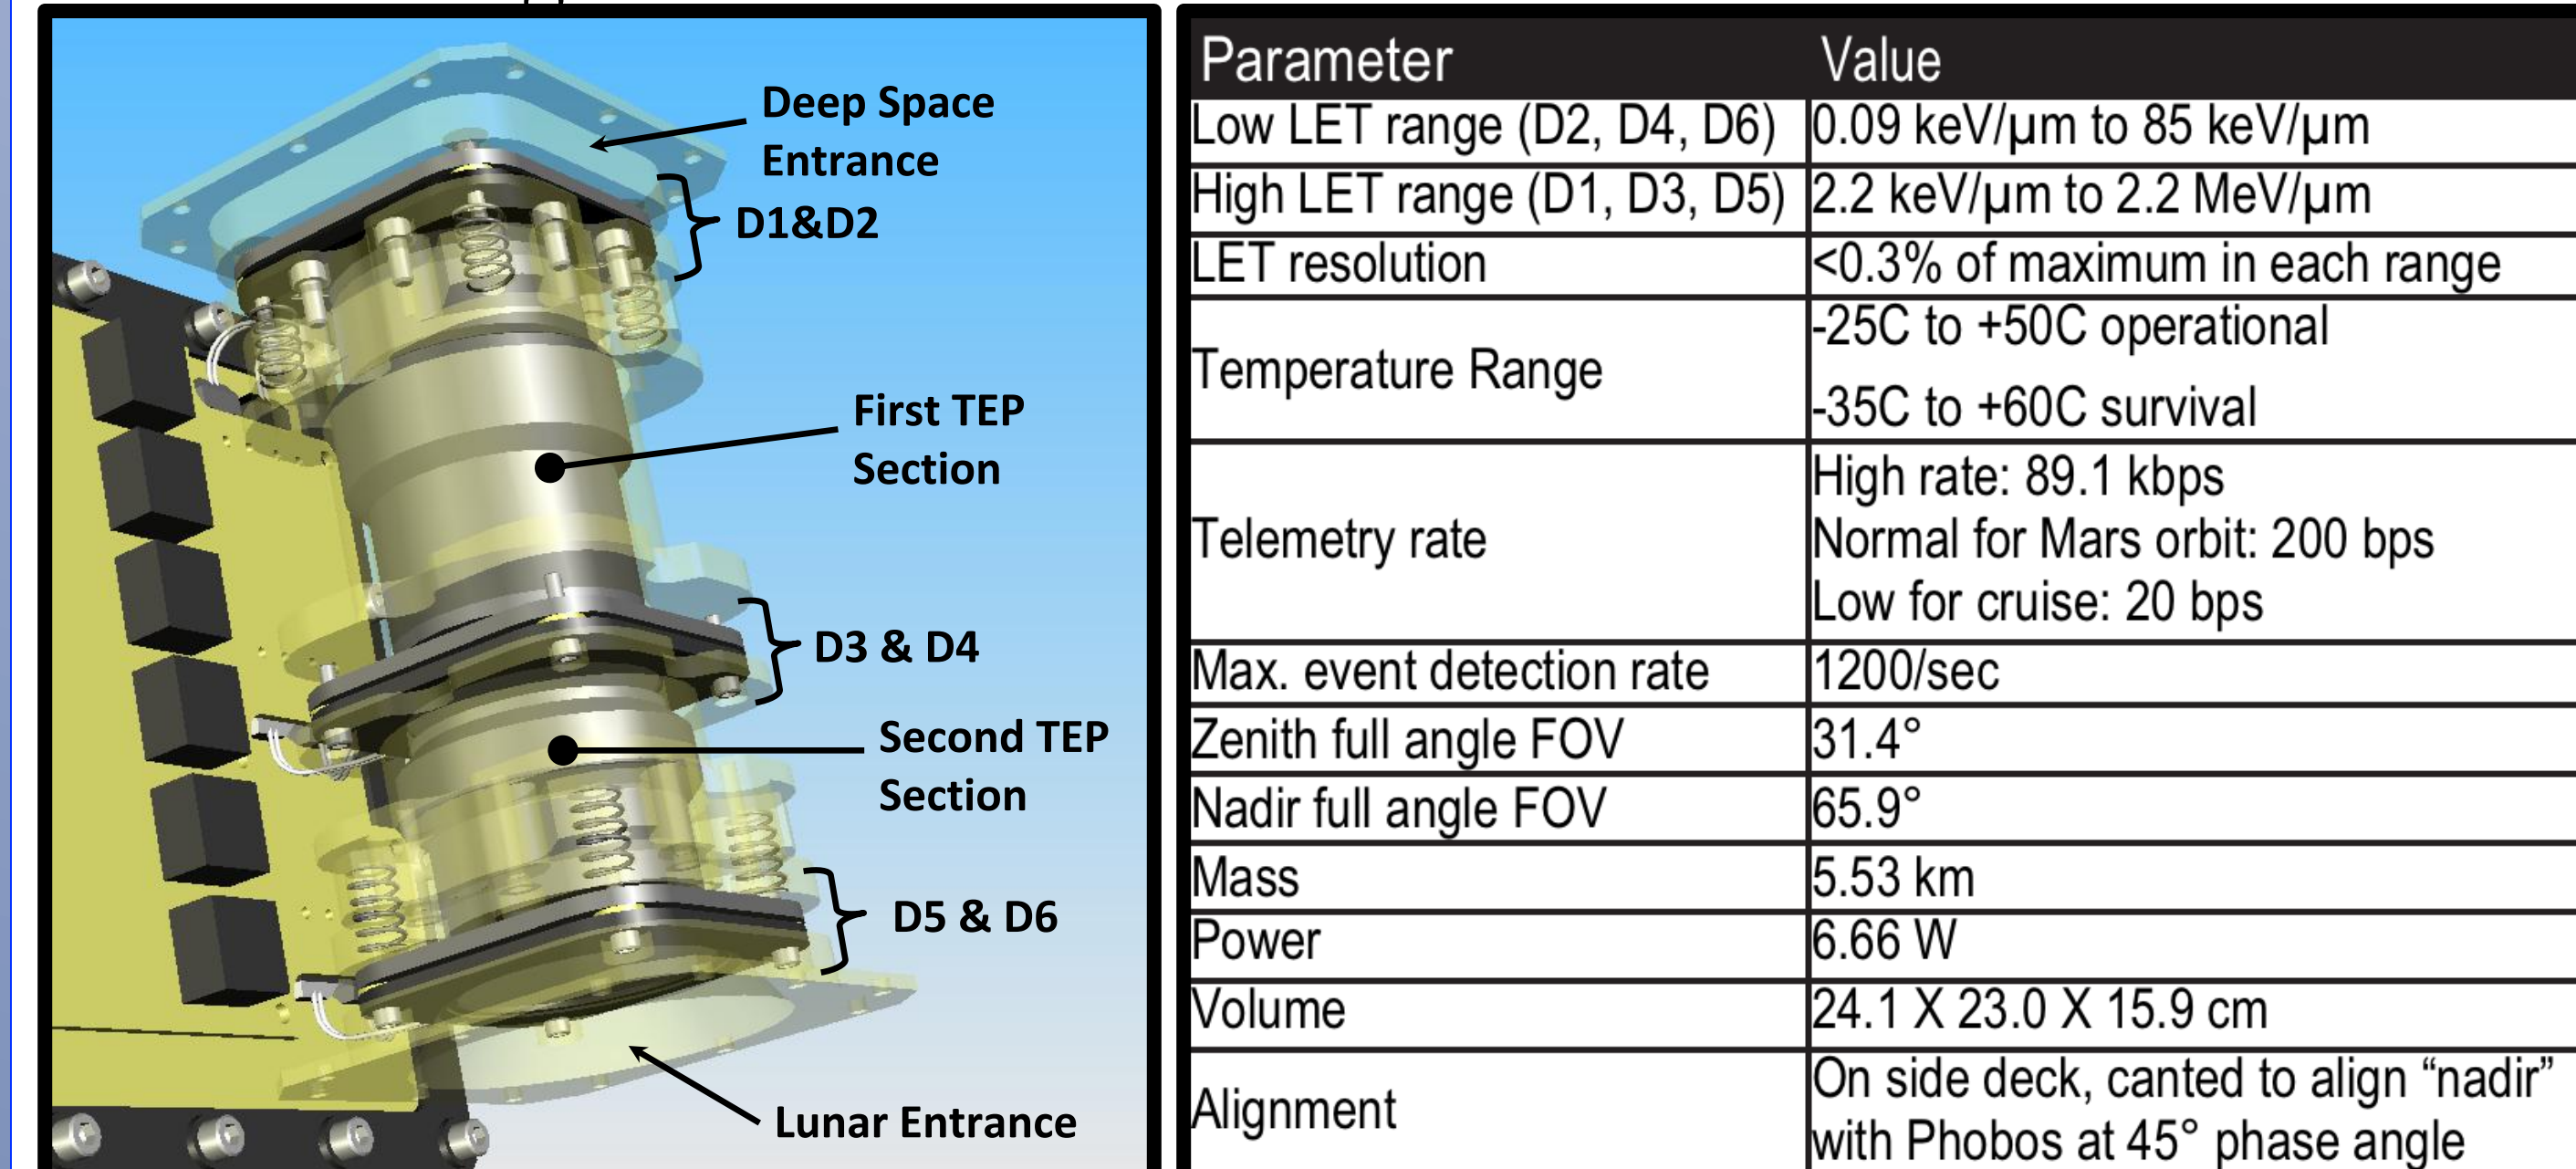 Deep Space
Entrance
D1&D2
First TEP
Section
D3 & D4
Second TEP
Section
D5 & D6
Lunar Entrance
Parameter Value
Low LET range (D2, D4, D6) 0.09 keV/µm to 85 keV/µm
High LET range (D1, D3, D5) 2.2 keV/µm to 2.2 MeV/µm
LET resolution <0.3% of maximum in each range
Temperature Range -25C to +50C operational
-35C to +60C survival
Telemetry rate High rate: 89.1 kbps
Normal for Mars orbit: 200 bps
Low for cruise: 20 bps
Max. event detection rate 1200/sec
Zenith full angle FOV 31.4°
Nadir full angle FOV 65.9°
Mass 5.53 km
Power 6.66 W
Volume 24.1 X 23.0 X 15.9 cm
Alignment On side deck, canted to align “nadir”
with Phobos at 45° phase angle